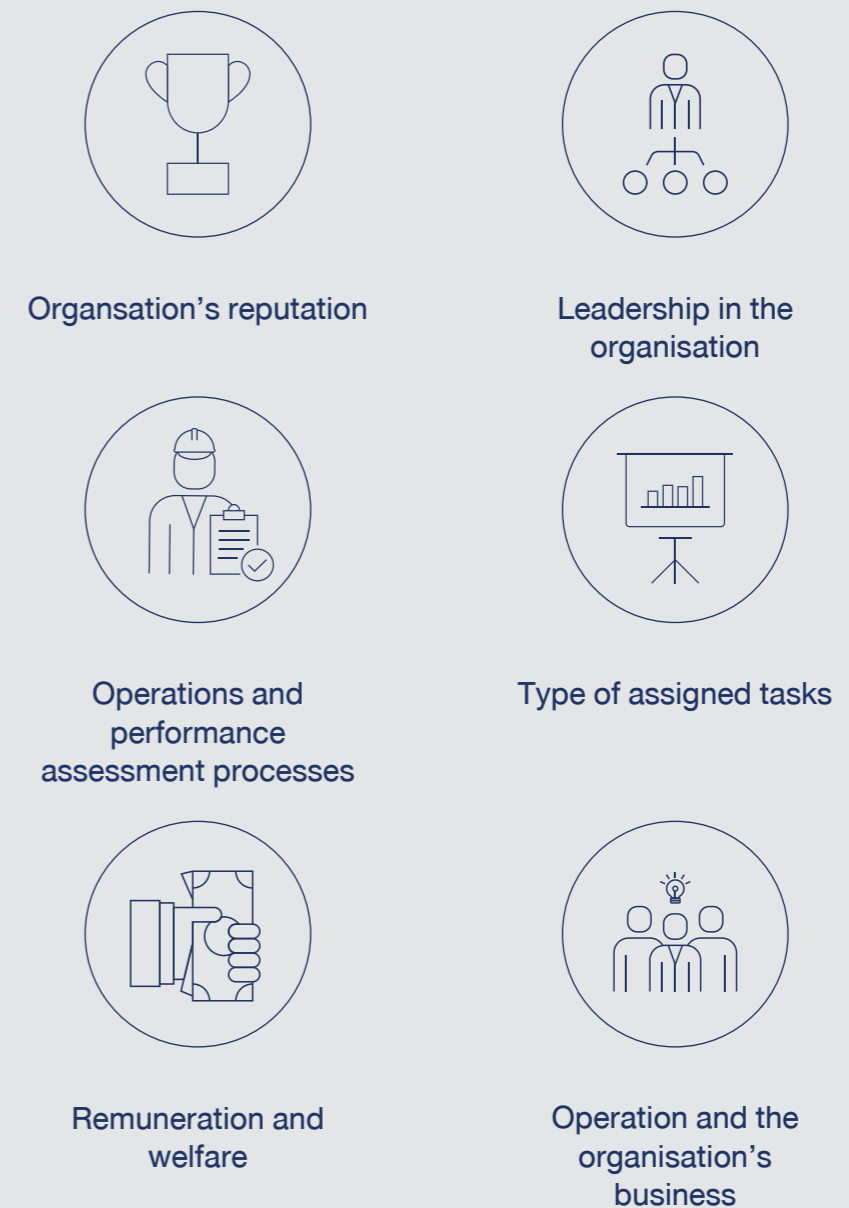 Organsation’s reputation
Leadership in the
organisation
Operations and
performance
assessment processes
Type of assigned tasks
Remuneration and
welfare
Operation and the
organisation’s
business